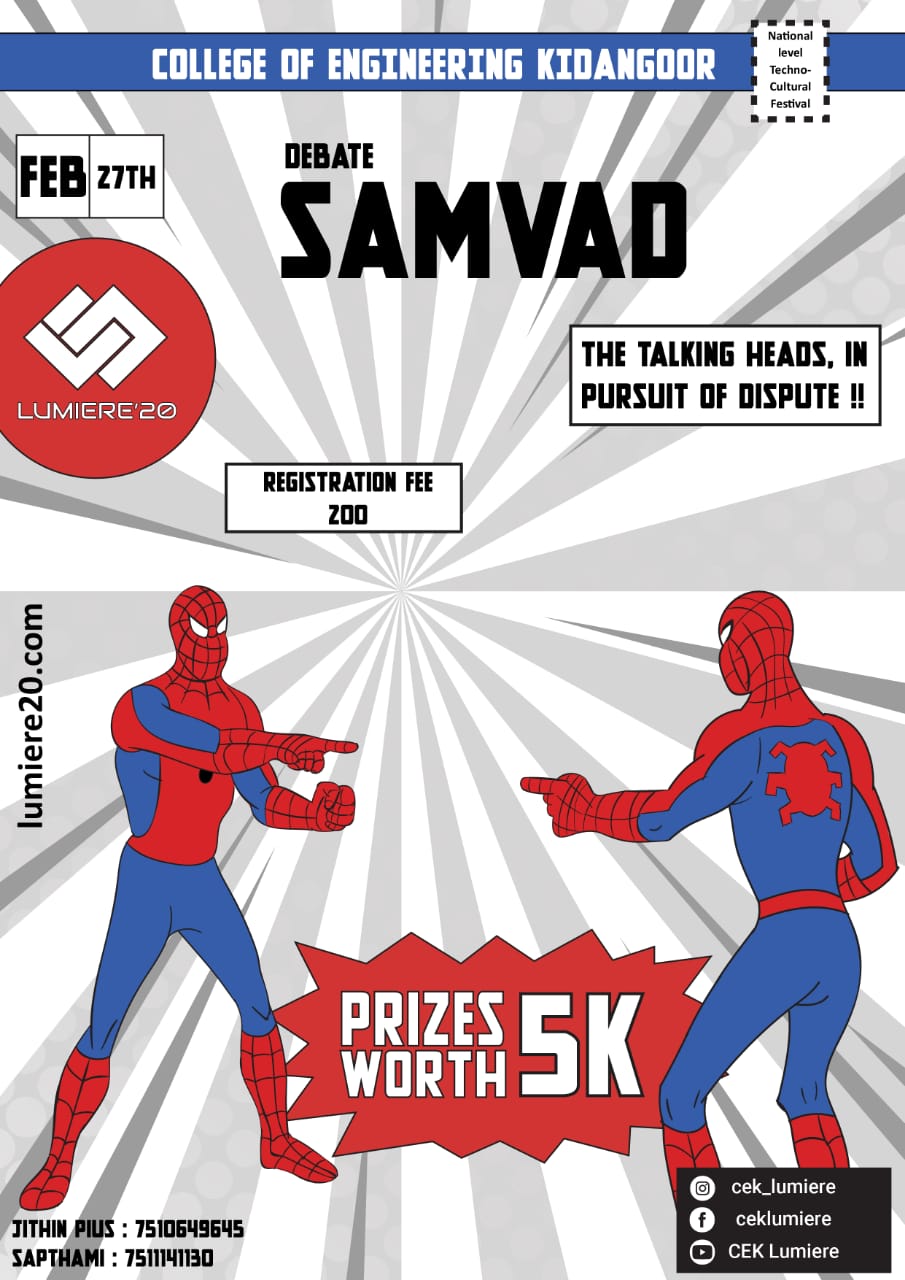 COLLEGE OF ENGINEERING KIDANGOOR
National
level
Techno-
Cultural
Festival
FEB 27TH
DEBATE
SAMVAD
LUMIERE'20
THE TALKING HEADS, IN
PURSUIT OF DISPUTE !!
REGISTRATION FEE
200
lumiere20.com
PRIZES
WORTH 5K
JITHIN PIUS : 7510649645
SAPTHAMI : 7511141130
cek_lumiere
ceklumiere
CEK Lumiere